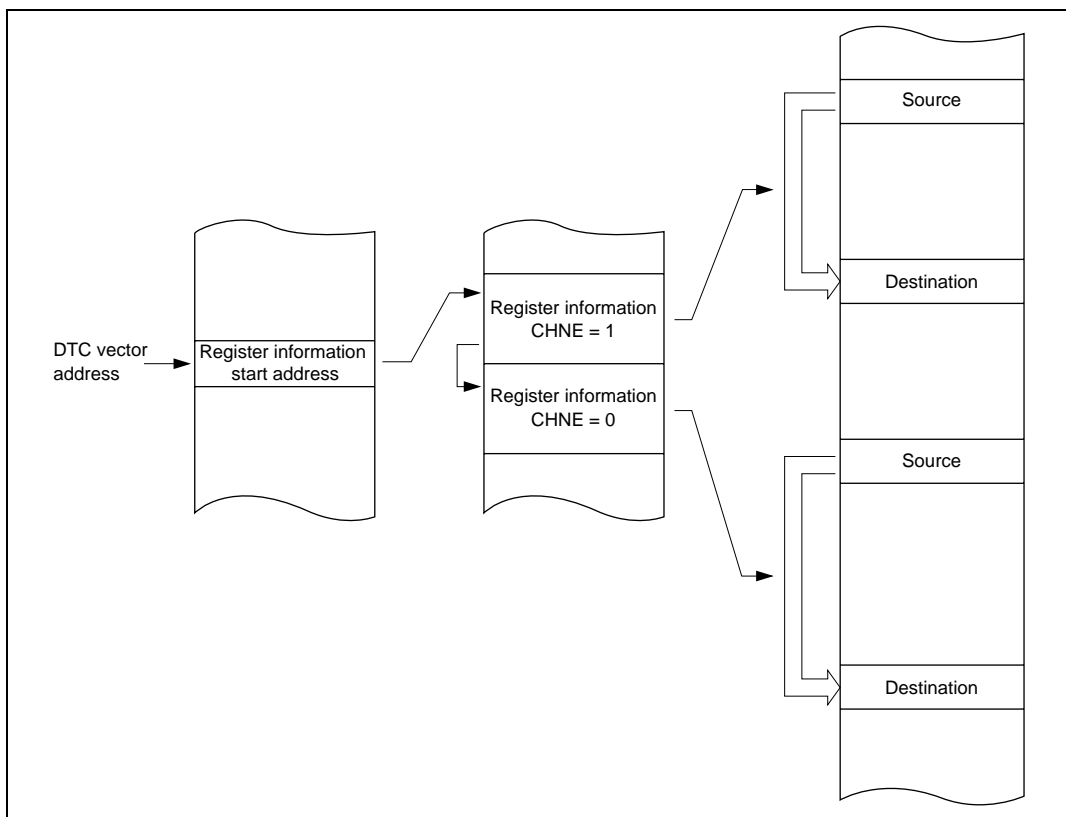 DTC vector
address
Register information
start address
Register information
CHNE = 1
Register information
CHNE = 0
Source
Destination
Source
Destination